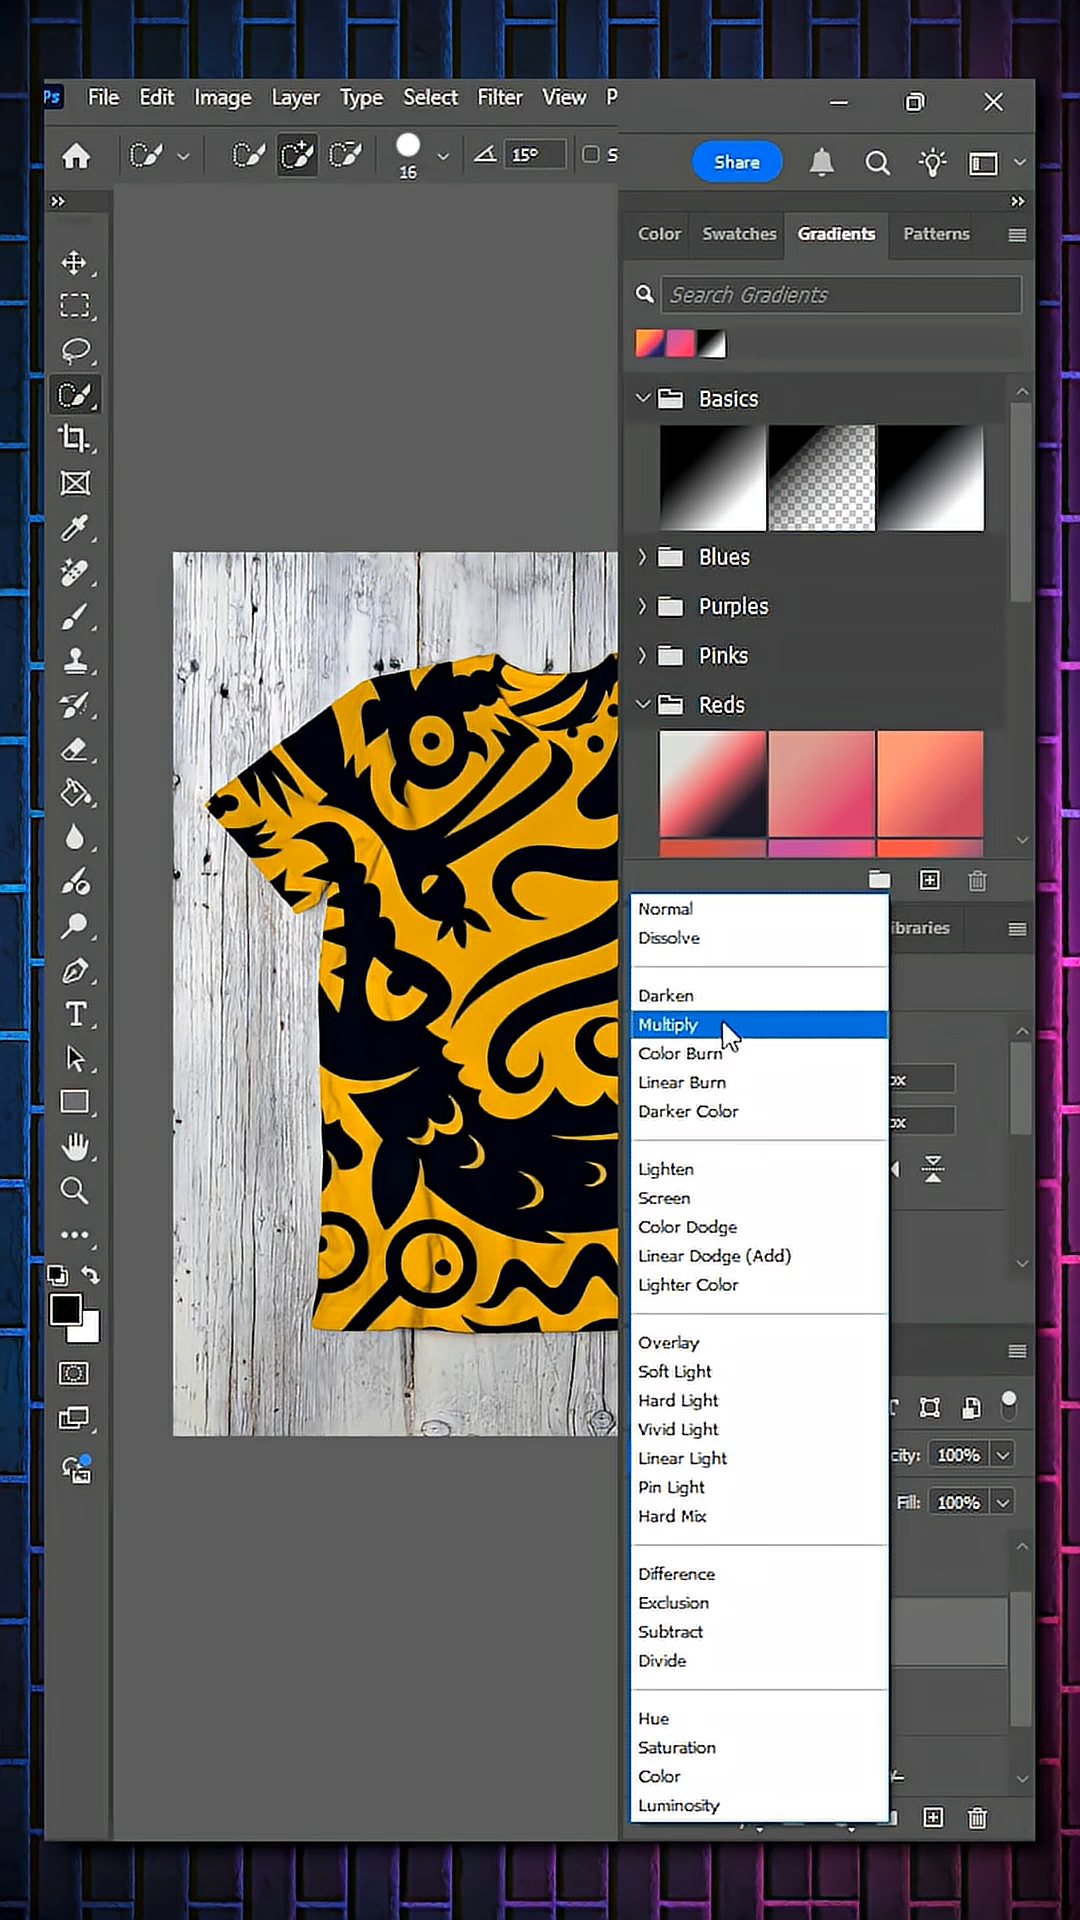 Ps File Edit Image Layer Type Select Filter View P
16 15° S
Share
Color Swatches Gradients Patterns
Search Gradients
Basics
Blues
Purples
Pinks
Reds
Normal
Dissolve
ibraries
Darken
Multiply
Color Burn
px
Linear Burn
Darker Color
px
Lighten
Screen
Color Dodge
Linear Dodge (Add)
Lighter Color
Overlay
Soft Light
Hard Light
T
Vivid Light
Linear Light
city: 100%
Pin Light
Fill: 100%
Hard Mix
Difference
Exclusion
Subtract
Divide
Hue
Saturation
Color
Luminosity
T